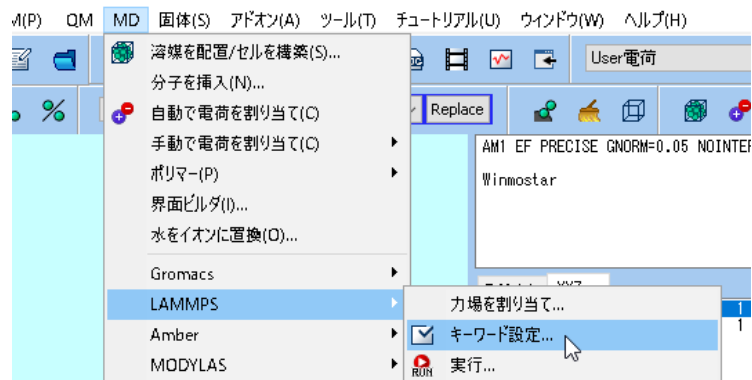 QM MD 固体(S) アドオン(A) ツール(T) チュートリアル(U) ウィンドウ(W) ヘルプ(H)
溶媒を配置/セルを構築(S)...
User電荷
分子を挿入(N)...
自動で電荷を割り当て(C)
Replace
手動で電荷を割り当て(C)
AM1 EF PRECISE GNORM=0.05
ポリマー(P)
Winmostar
界面ビルダ(I)...
水をイオンに置換(O)...
Gromacs
LAMMPS
力場を割り当て...
1
Amber
キーワード設定...
1
MODYLAS
RUN
実行...